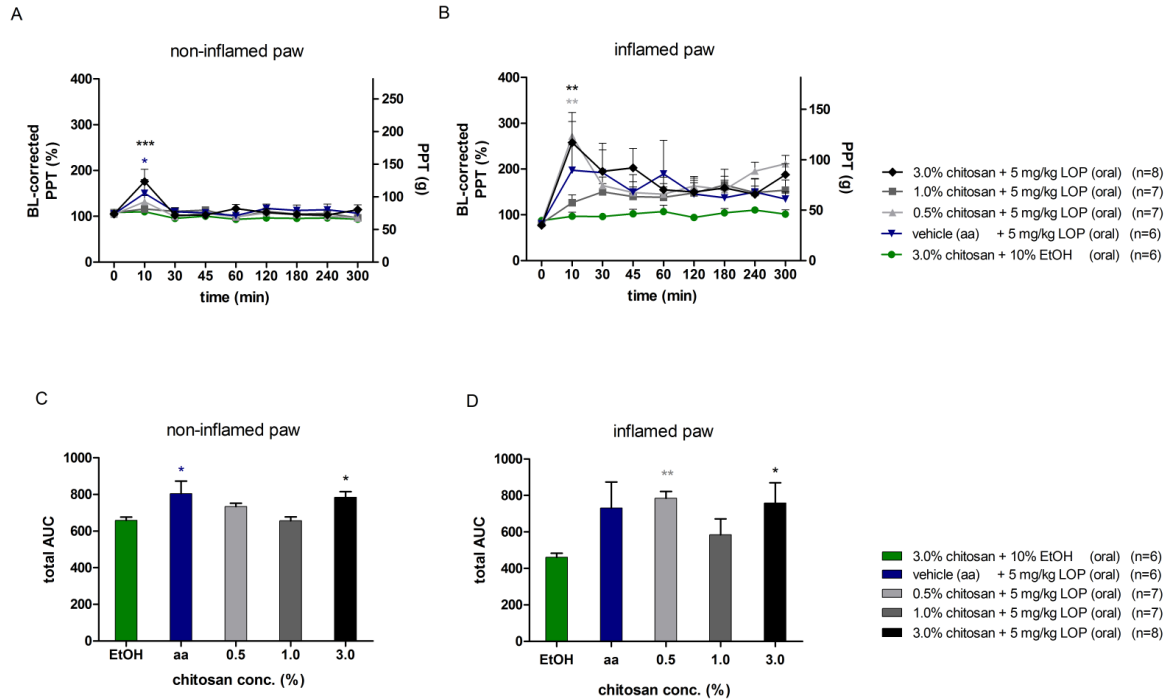 A
non-inflamed paw
400
300
200
100
0
BL-corrected
PPT (%)
250
200
150
100
50
0
PPT (g)
***
*
0 10 30 45 60 120 180 240 300
time (min)
B
inflamed paw
400
300
200
100
0
BL-corrected
PPT (%)
150
100
50
0
PPT (g)
**
**
0 10 30 45 60 120 180 240 300
time (min)
3.0% chitosan + 5 mg/kg LOP (oral) (n=8)
1.0% chitosan + 5 mg/kg LOP (oral) (n=7)
0.5% chitosan + 5 mg/kg LOP (oral) (n=7)
vehicle (aa) + 5 mg/kg LOP (oral) (n=6)
3.0% chitosan + 10% EtOH (oral) (n=6)
C
non-inflamed paw
1000
800
600
400
200
0
total AUC
*
*
EtOH aa 0.5 1.0 3.0
chitosan conc. (%)
D
inflamed paw
1000
800
600
400
200
0
total AUC
**
*
EtOH aa 0.5 1.0 3.0
chitosan conc. (%)
3.0% chitosan + 10% EtOH (oral) (n=6)
vehicle (aa) + 5 mg/kg LOP (oral) (n=6)
0.5% chitosan + 5 mg/kg LOP (oral) (n=7)
1.0% chitosan + 5 mg/kg LOP (oral) (n=7)
3.0% chitosan + 5 mg/kg LOP (oral) (n=8)